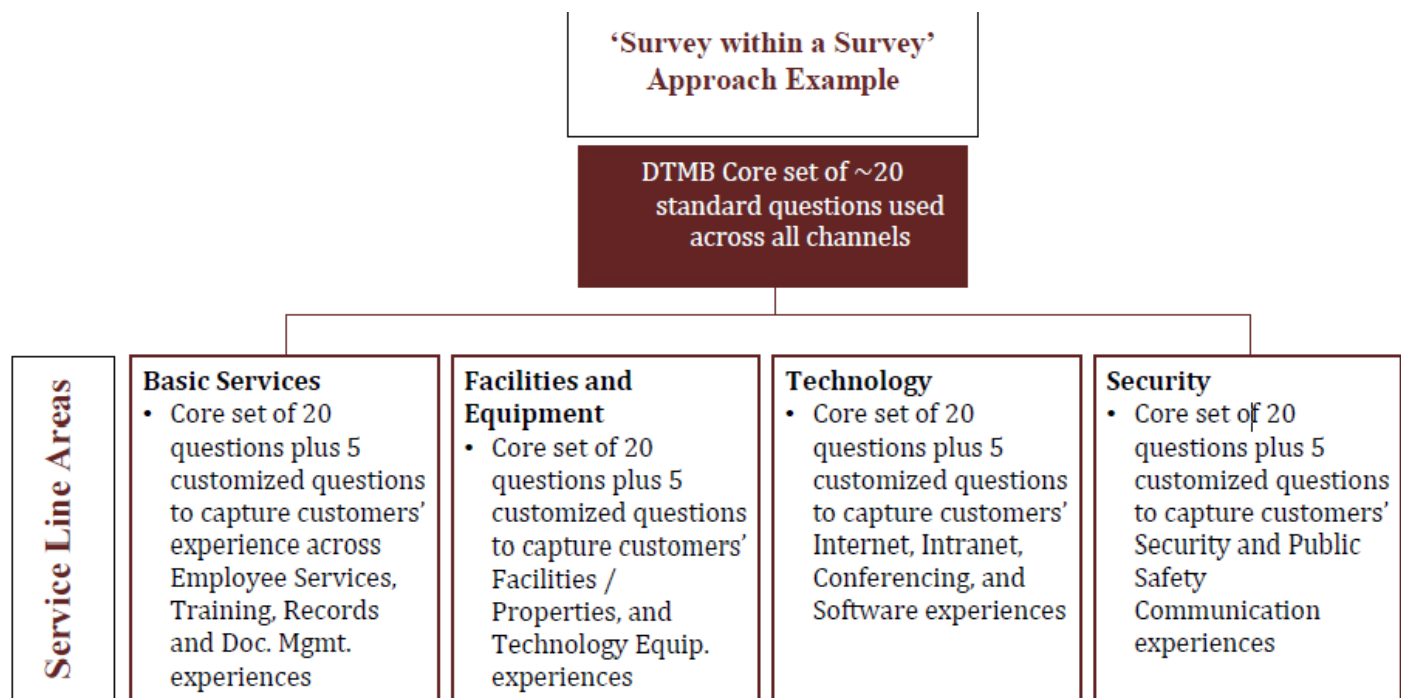 ‘Survey within a Survey’
Approach Example
DTMB Core set of ~20
standard questions used
across all channels
Service Line Areas
Basic Services
• Core set of 20
questions plus 5
customized questions
to capture customers’
experience across
Employee Services,
Training, Records
and Doc. Mgmt.
experiences
Facilities and
Equipment
• Core set of 20
questions plus 5
customized questions
to capture customers’
Facilities /
Properties, and
Technology Equip.
experiences
Technology
• Core set of 20
questions plus 5
customized questions
to capture customers’
Internet, Intranet,
Conferencing, and
Software experiences
Security
• Core set of 20
questions plus 5
customized questions
to capture customers’
Security and Public
Safety
Communication
experiences